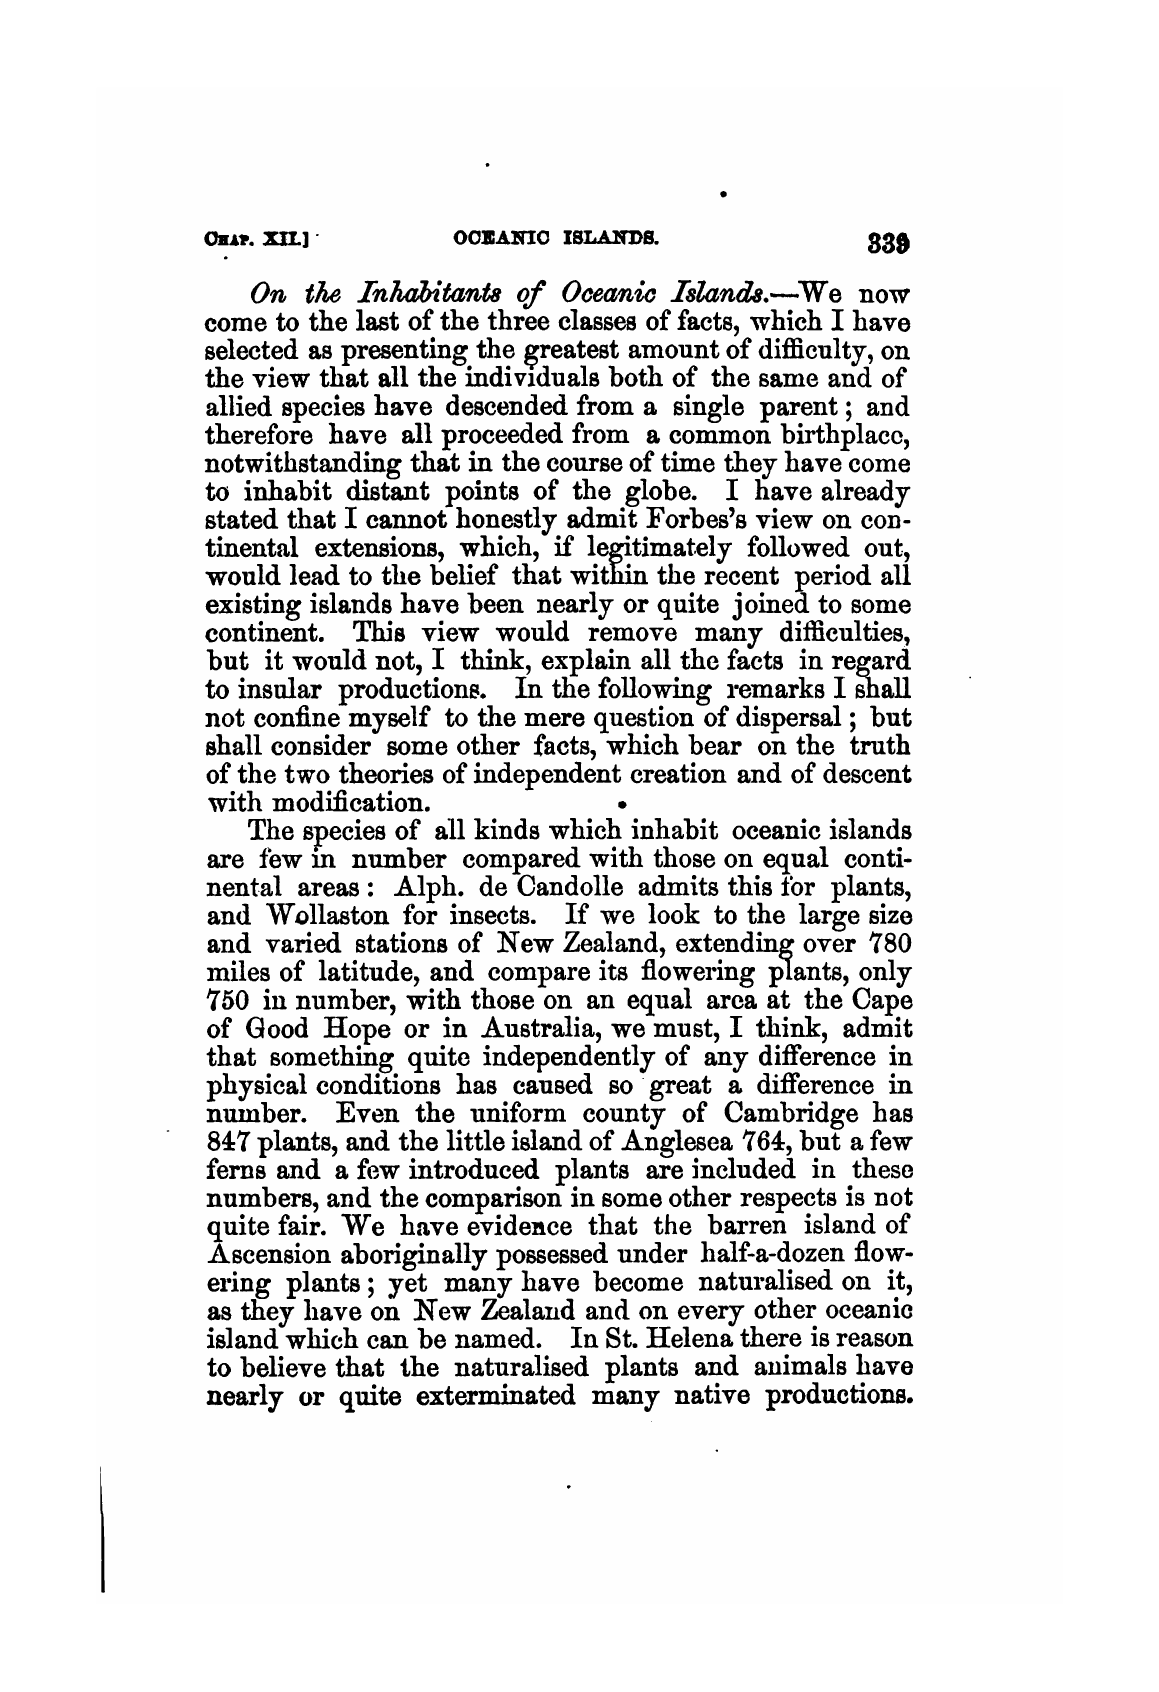 CHAP. XII.] OCEANIC ISLANDS. 339
On the Inhabitants of Oceanic Islands.—We now
come to the last of the three classes of facts, which I have
selected as presenting the greatest amount of difficulty, on
the view that all the individuals both of the same and of
allied species have descended from a single parent; and
therefore have all proceeded from a common birthplace,
notwithstanding that in the course of time they have come
to inhabit distant points of the globe. I have already
stated that I cannot honestly admit Forbes's view on con-
tinental extensions, which, if legitimately followed out,
would lead to the belief that within the recent period all
existing islands have been nearly or quite joined to some
continent. This view would remove many difficulties,
but it would not, I think, explain all the facts in regard
to insular productions. In the following remarks I shall
not confine myself to the mere question of dispersal; but
shall consider some other facts, which bear on the truth
of the two theories of independent creation and of descent
with modification.
The species of all kinds which inhabit oceanic islands
are few in number compared with those on equal conti-
nental areas: Alph. de Candolle admits this for plants,
and Wollaston for insects. If we look to the large size
and varied stations of New Zealand, extending over 780
miles of latitude, and compare its flowering plants, only
750 in number, with those on an equal area at the Cape
of Good Hope or in Australia, we must, I think, admit
that something quite independently of any difference in
physical conditions has caused so great a difference in
number. Even the uniform county of Cambridge has
847 plants, and the little island of Anglesea 764, but a few
ferns and a few introduced plants are included in these
numbers, and the comparison in some other respects is not
quite fair. We have evidence that the barren island of
Ascension aboriginally possessed under half-a-dozen flow-
ering plants; yet many have become naturalised on it,
as they have on New Zealand and on every other oceanic
island which can be named. In St. Helena there is reason
to believe that the naturalised plants and animals have
nearly or quite exterminated many native productions.